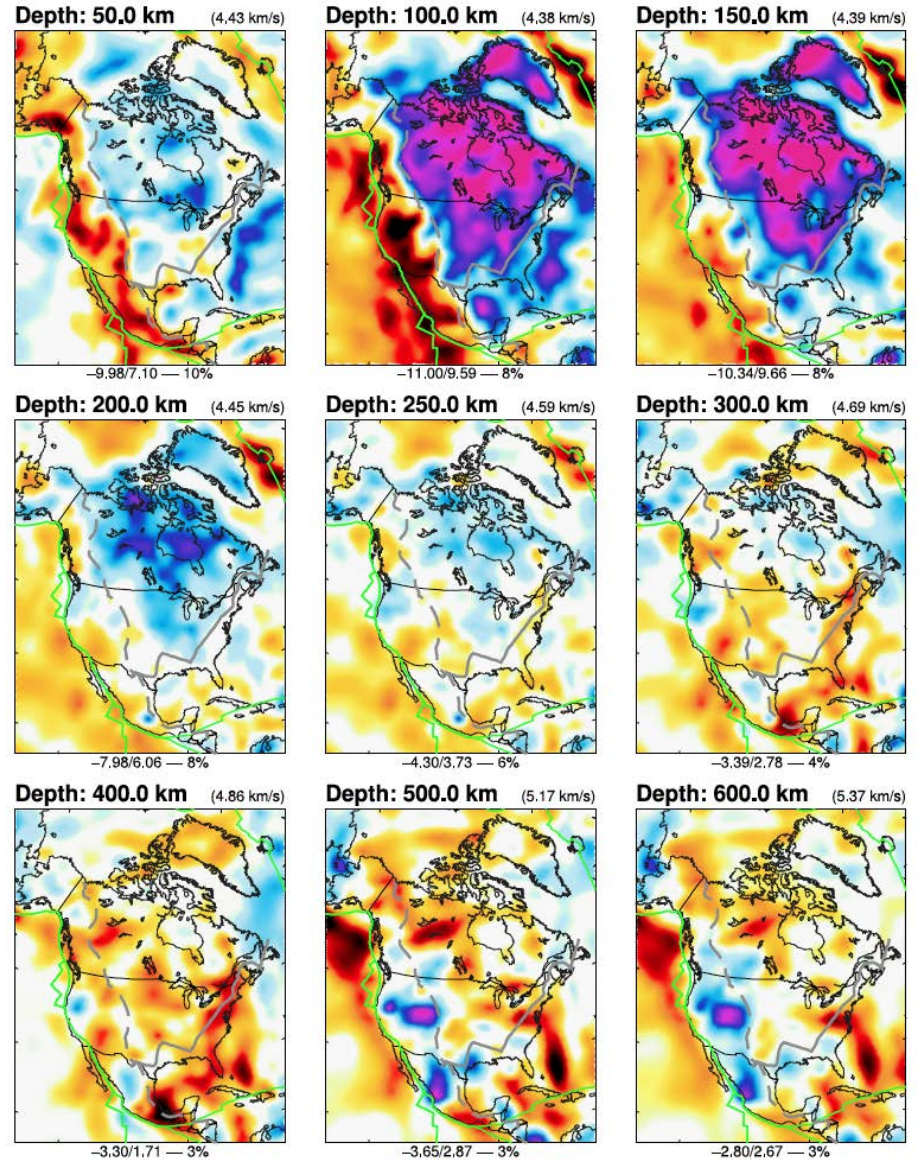 Depth: 50.0 km (4.43 km/s)
Depth: 100.0 km (4.38 km/s)
Depth: 150.0 km (4.39 km/s)
−9.98/7.10 — 10%
−11.00/9.59 — 8%
−10.34/9.66 — 8%
Depth: 200.0 km (4.45 km/s)
Depth: 250.0 km (4.59 km/s)
Depth: 300.0 km (4.69 km/s)
−7.98/6.06 — 8%
−4.30/3.73 — 6%
−3.39/2.78 — 4%
Depth: 400.0 km (4.86 km/s)
Depth: 500.0 km (5.17 km/s)
Depth: 600.0 km (5.37 km/s)
−3.30/1.71 — 3%
−3.65/2.87 — 3%
−2.80/2.67 — 3%